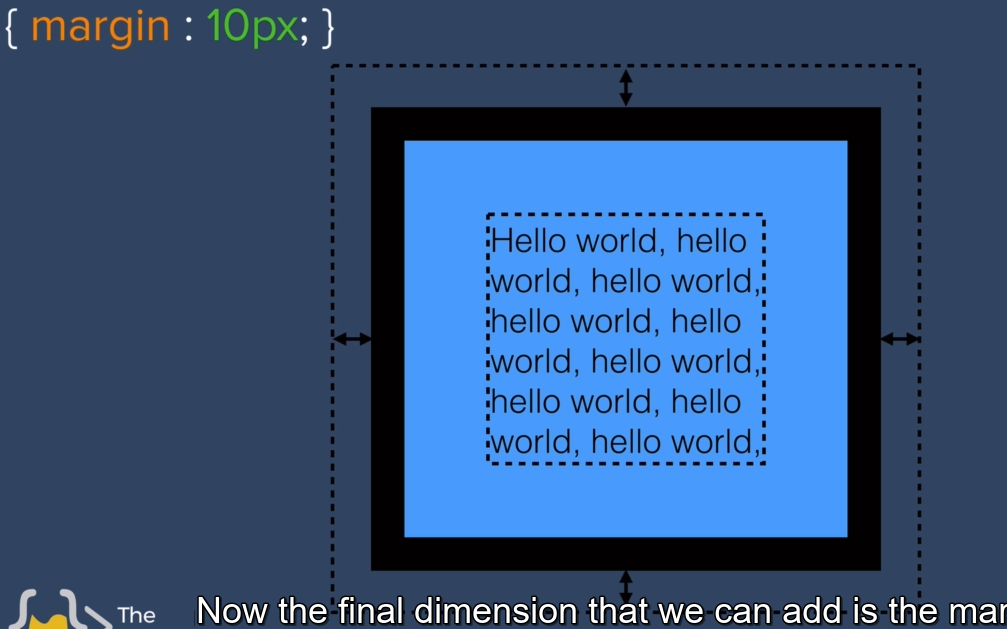 { margin : 10px; }
Hello world, hello
world, hello world,
hello world, hello
world, hello world,
hello world, hello
world, hello world,
The
Now the final dimension that we can add is the mar